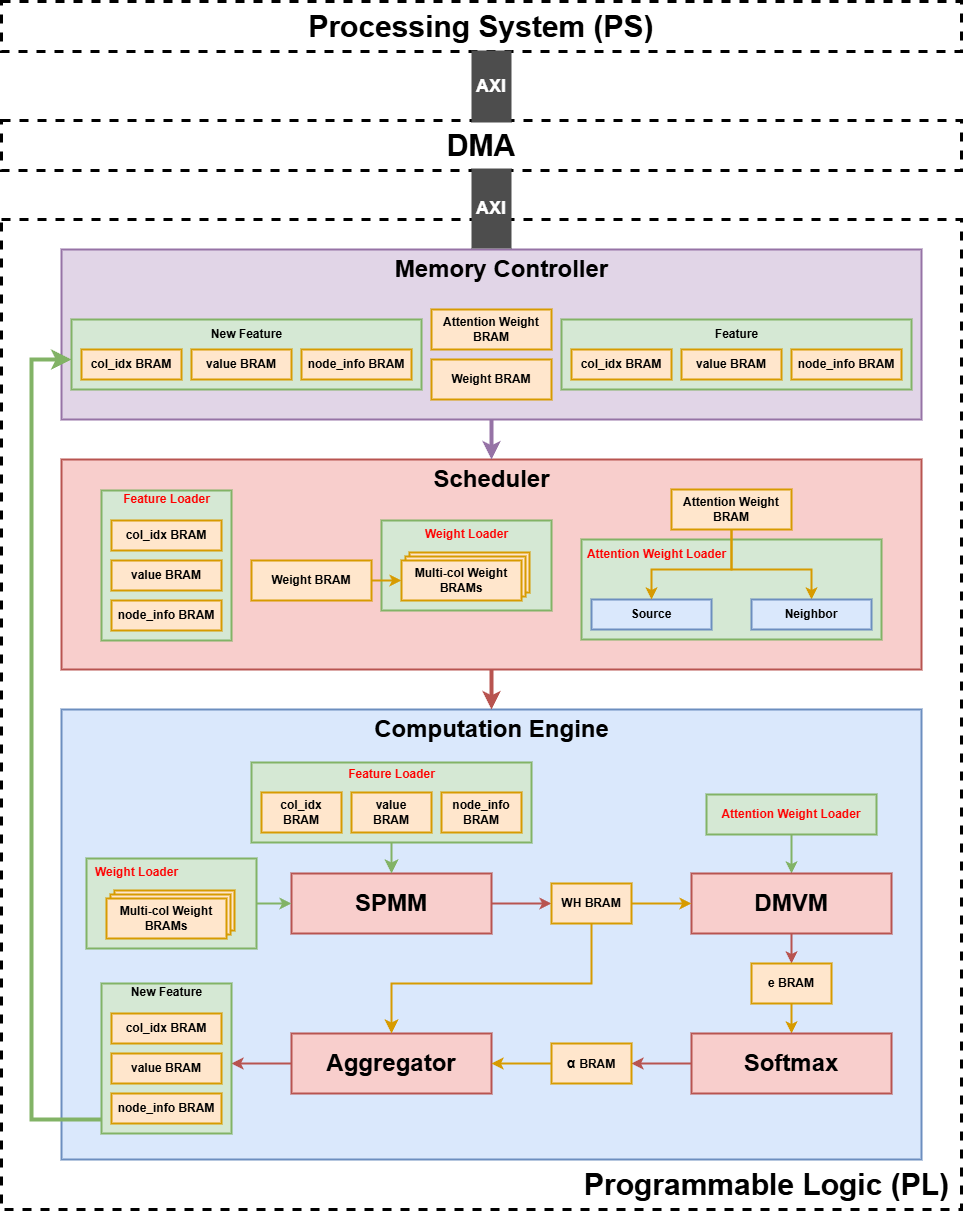 Processing System (PS)
AXI
DMA
AXI
Memory Controller
New Feature
col_idx BRAM
value BRAM
node_info BRAM
Attention Weight
BRAM
Weight BRAM
Feature
col_idx BRAM
value BRAM
node_info BRAM
Scheduler
Feature Loader
col_idx BRAM
value BRAM
node_info BRAM
Weight BRAM
Weight Loader
Multi-col Weight
BRAMs
Attention Weight
BRAM
Attention Weight Loader
Source
Neighbor
Computation Engine
Feature Loader
col_idx
BRAM
value
BRAM
node_info
BRAM
Attention Weight Loader
Weight Loader
Multi-col Weight
BRAMs
SPMM
WH BRAM
DMVM
e BRAM
New Feature
col_idx BRAM
value BRAM
node_info BRAM
Aggregator
α BRAM
Softmax
Programmable Logic (PL)